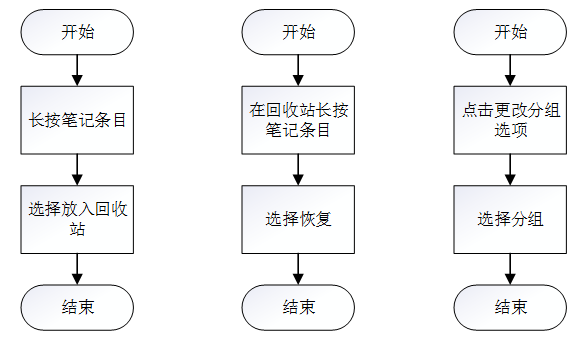 开始
长按笔记条目
选择放入回收
站
结束
开始
在回收站长按
笔记条目
选择恢复
结束
开始
点击更改分组
选项
选择分组
结束